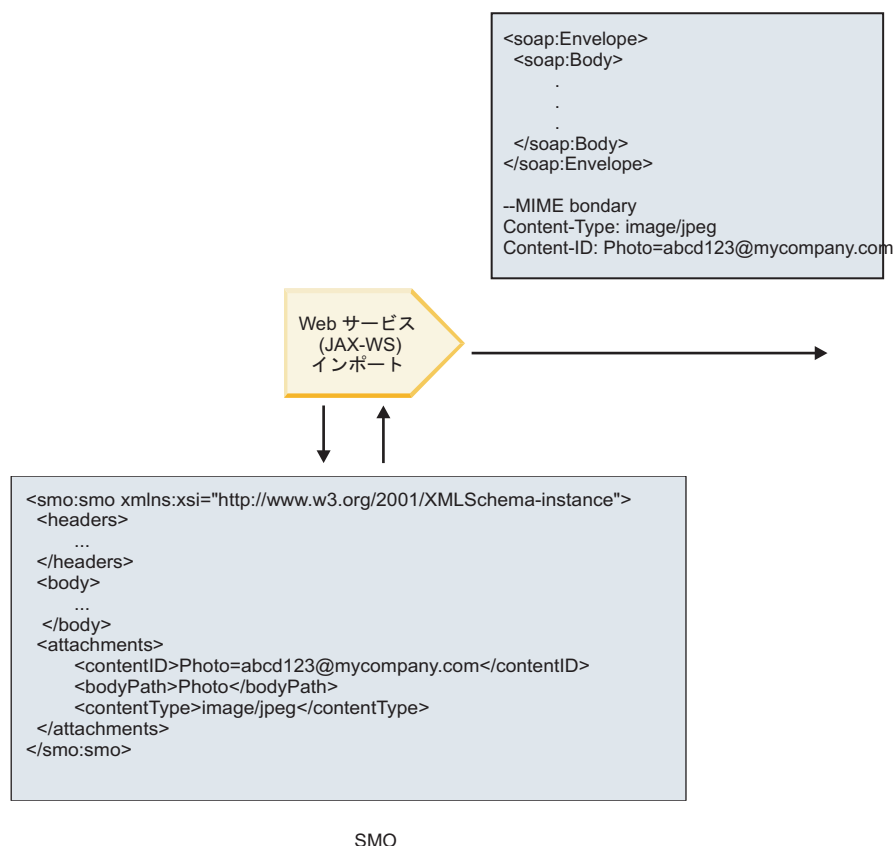 <soap:Envelope>
<soap:Body>
.
.
.
</soap:Body>
</soap:Envelope>
--MIME bondary
Content-Type: image/jpeg
Content-ID: Photo=abcd123@mycompany.com
Web サービス
(JAX-WS)
インポート
<smo:smo xmlns:xsi="http://www.w3.org/2001/XMLSchema-instance">
<headers>
...
</headers>
<body>
...
</body>
<attachments>
<contentID>Photo=abcd123@mycompany.com</contentID>
<bodyPath>Photo</bodyPath>
<contentType>image/jpeg</contentType>
</attachments>
</smo:smo>
SMO